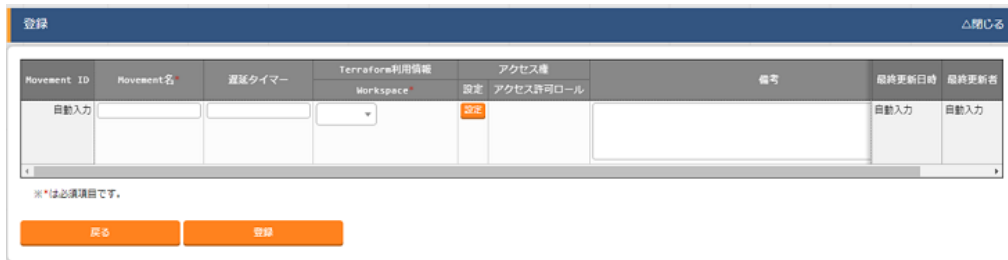 登録 △閉じる
Movement ID Movement名* 遅延タイマー Terraform利用情報 アクセス権 備考 最終更新日時 最終更新者
Workspace* 設定 アクセス許可ロール
自動入力 設定 自動入力 自動入力
※*は必須項目です。
戻る 登録